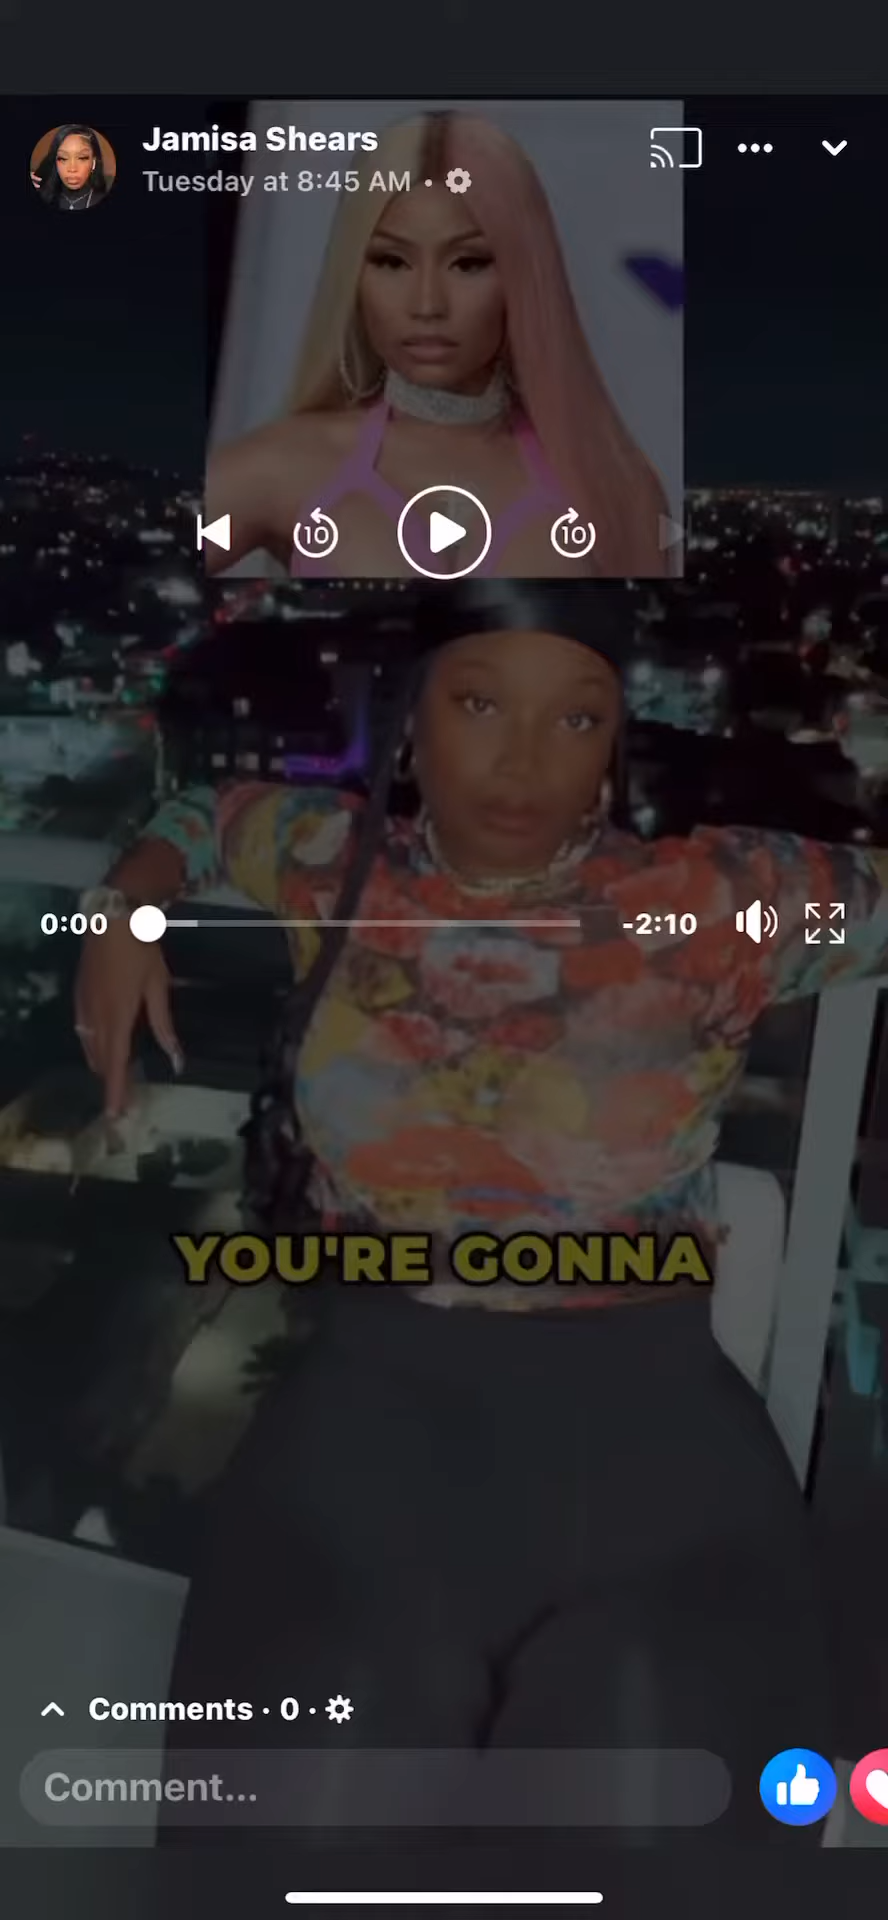 Jamisa Shears
Tuesday at 8:45 AM ·
10 10
0:00 -2:10
YOU'RE GONNA
Comments · 0 ·
Comment...